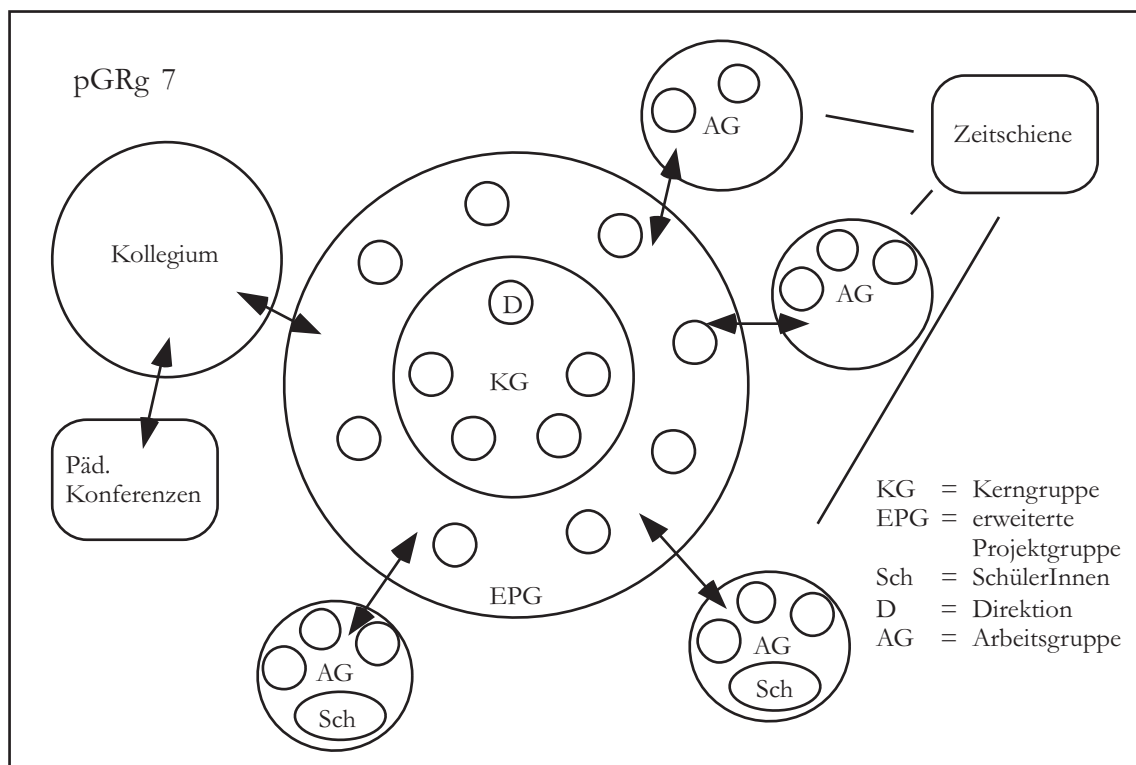 pGRg 7
AG
Zeitschiene
Kollegium
AG
D
KG
Päd.
Konferenzen
KG = Kerngruppe
EPG = erweiterte
Projektgruppe
Sch = SchülerInnen
D = Direktion
AG = Arbeitsgruppe
EPG
AG
Sch
AG
Sch